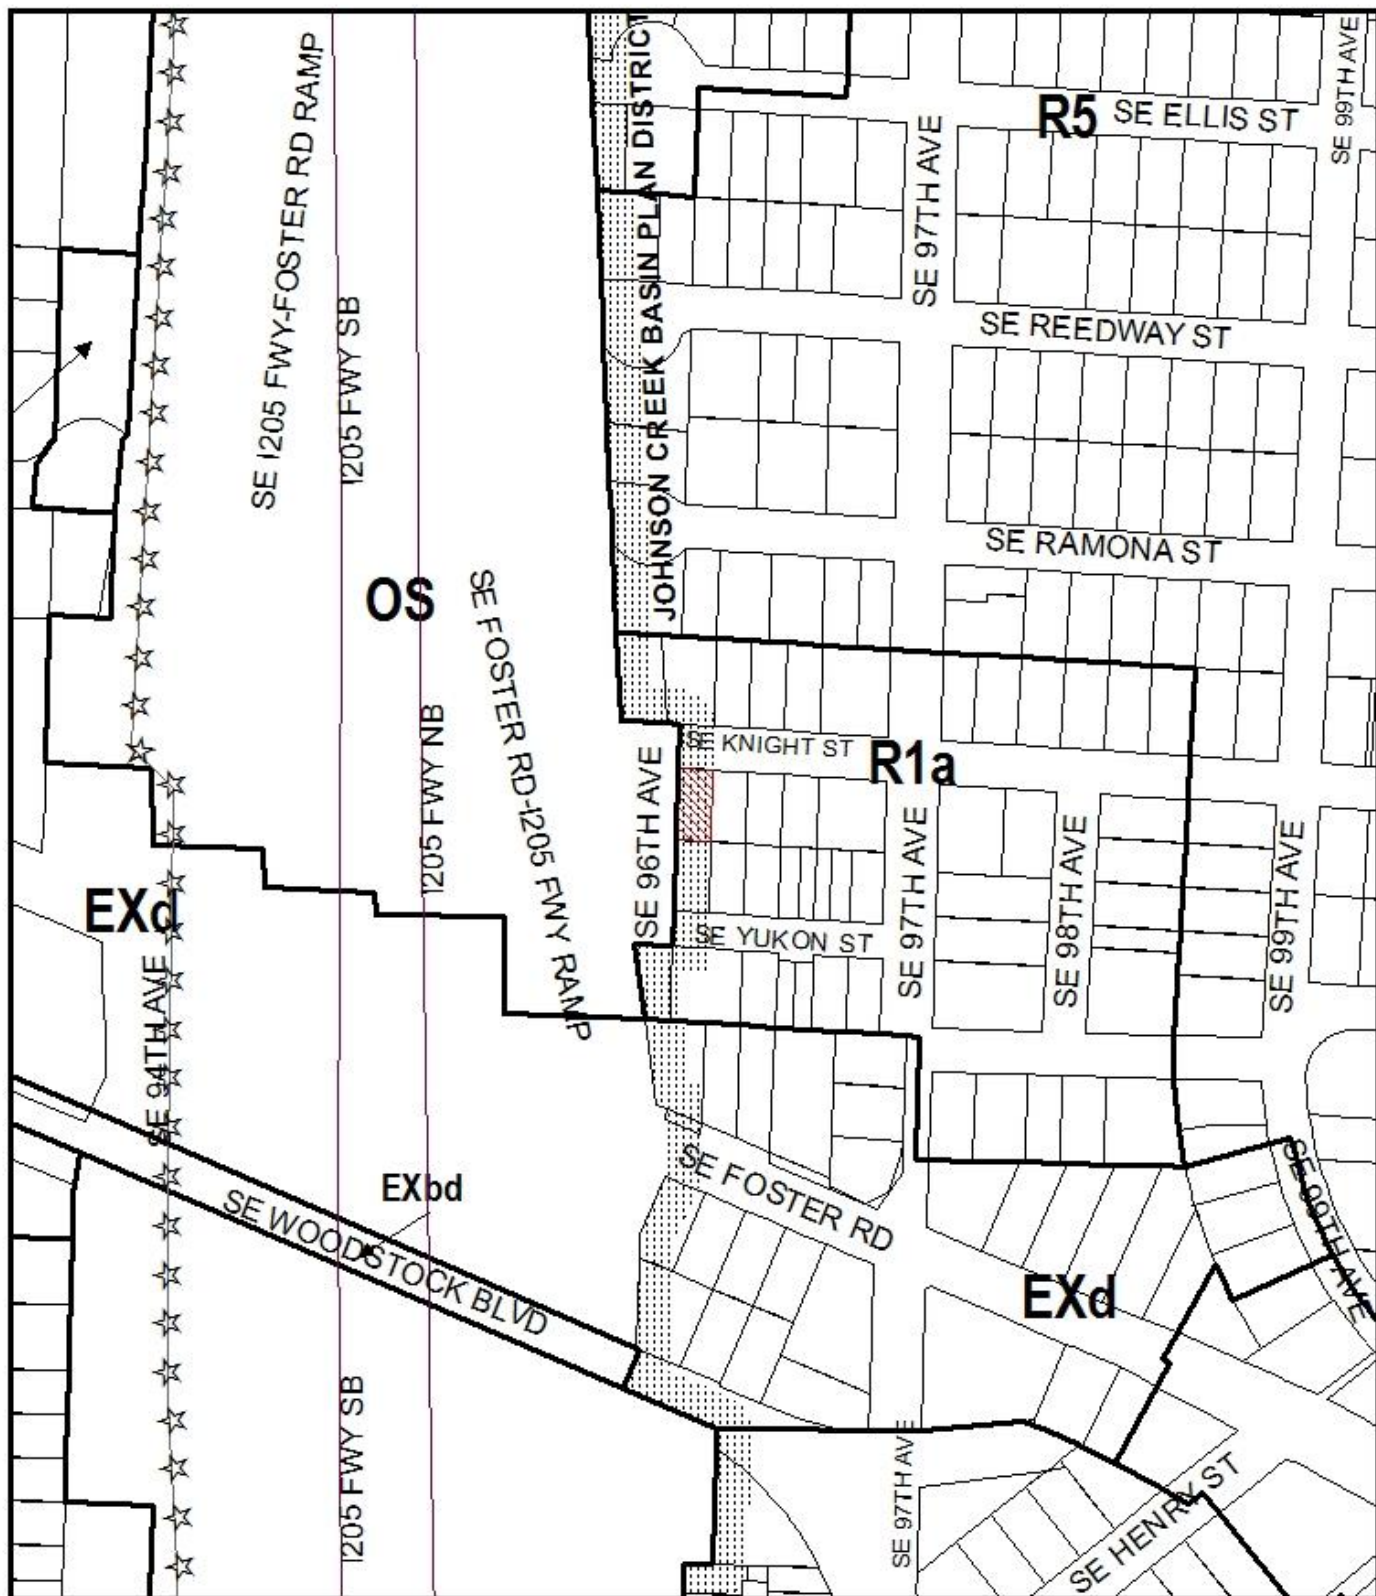 SE I205 FWY-FOSTER RD RAMP
I205 FWY SB
JOHNSON CREEK BASIN PLAN DISTRICT
R5
SE ELLIS ST
SE 99TH AVE
SE 97TH AVE
SE REEDWAY ST
SE RAMONA ST
OS
SE FOSTER RD-I205 FWY RAMP
I205 FWY NB
SE 96TH AVE
SE KNIGHT ST
R1a
SE 97TH AVE
SE 98TH AVE
SE 99TH AVE
EXd
SE YUKON ST
SE 94TH AVE
EXbd
SE WOODSTOCK BLVD
SE FOSTER RD
SE 99TH AVE
EXd
I205 FWY SB
SE 97TH AVE
SE HENRY ST